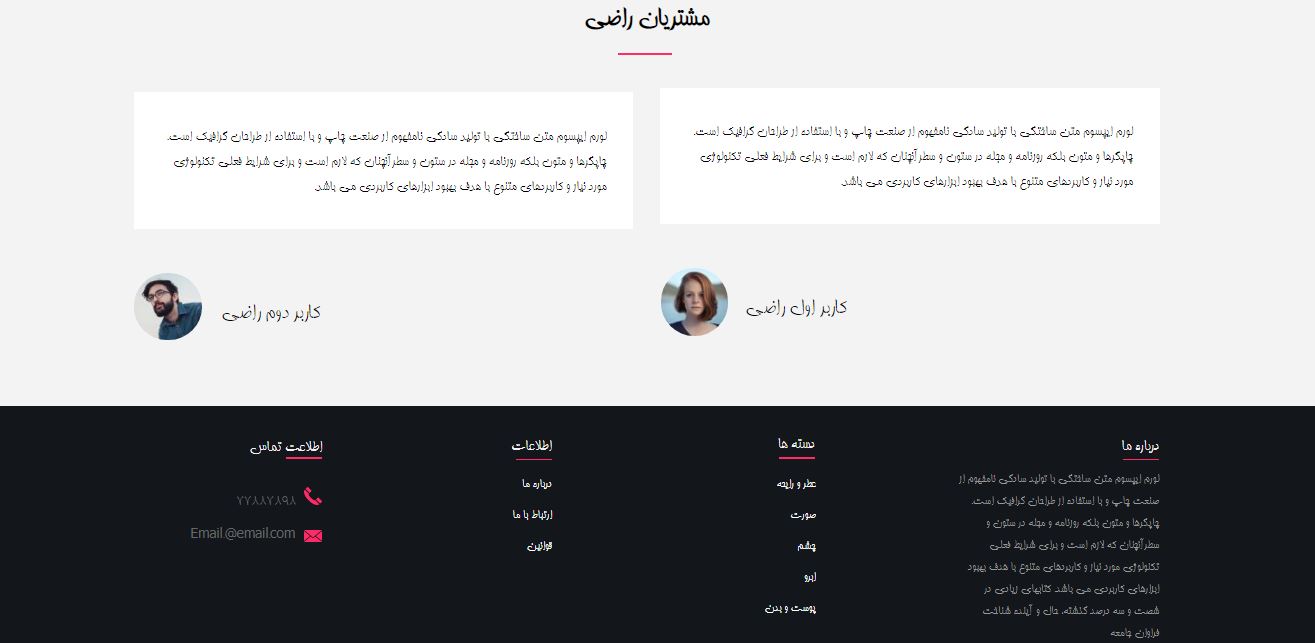 مشتریان راضی
لورم ایپسوم متن ساختگی با تولید سادگی نامفهوم از صنعت چاپ و با استفاده از طراحان گرافیک است.
چاپگرها و متون بلکه روزنامه و مجله در ستون و سطرآنچنان که لازم است و برای شرایط فعلی تکنولوژی
مورد نیاز و کاربردهای متنوع با هدف بهبود ابزارهای کاربردی می باشد.
کاربر اول راضی
لورم ایپسوم متن ساختگی با تولید سادگی نامفهوم از صنعت چاپ و با استفاده از طراحان گرافیک است.
چاپگرها و متون بلکه روزنامه و مجله در ستون و سطرآنچنان که لازم است و برای شرایط فعلی تکنولوژی
مورد نیاز و کاربردهای متنوع با هدف بهبود ابزارهای کاربردی می باشد.
کاربر دوم راضی
درباره ما
لورم ایپسوم متن ساختگی با تولید سادگی نامفهوم از
صنعت چاپ و با استفاده از طراحان گرافیک است.
چاپگرها و متون بلکه روزنامه و مجله در ستون و
سطرآنچنان که لازم است و برای شرایط فعلی
تکنولوژی مورد نیاز و کاربردهای متنوع با هدف بهبود
ابزارهای کاربردی می باشد. کتابهای زیادی در
شصت و سه درصد گذشته، حال و آینده شناخت
فراوان جامعه
دسته ها
عطر و رایحه
صورت
چشم
ابرو
پوست و بدن
اطلاعات
درباره ما
ارتباط با ما
قوانین
اطلاعت تماس
۷۷۸۸۷۸۹۸
Email.@email.com